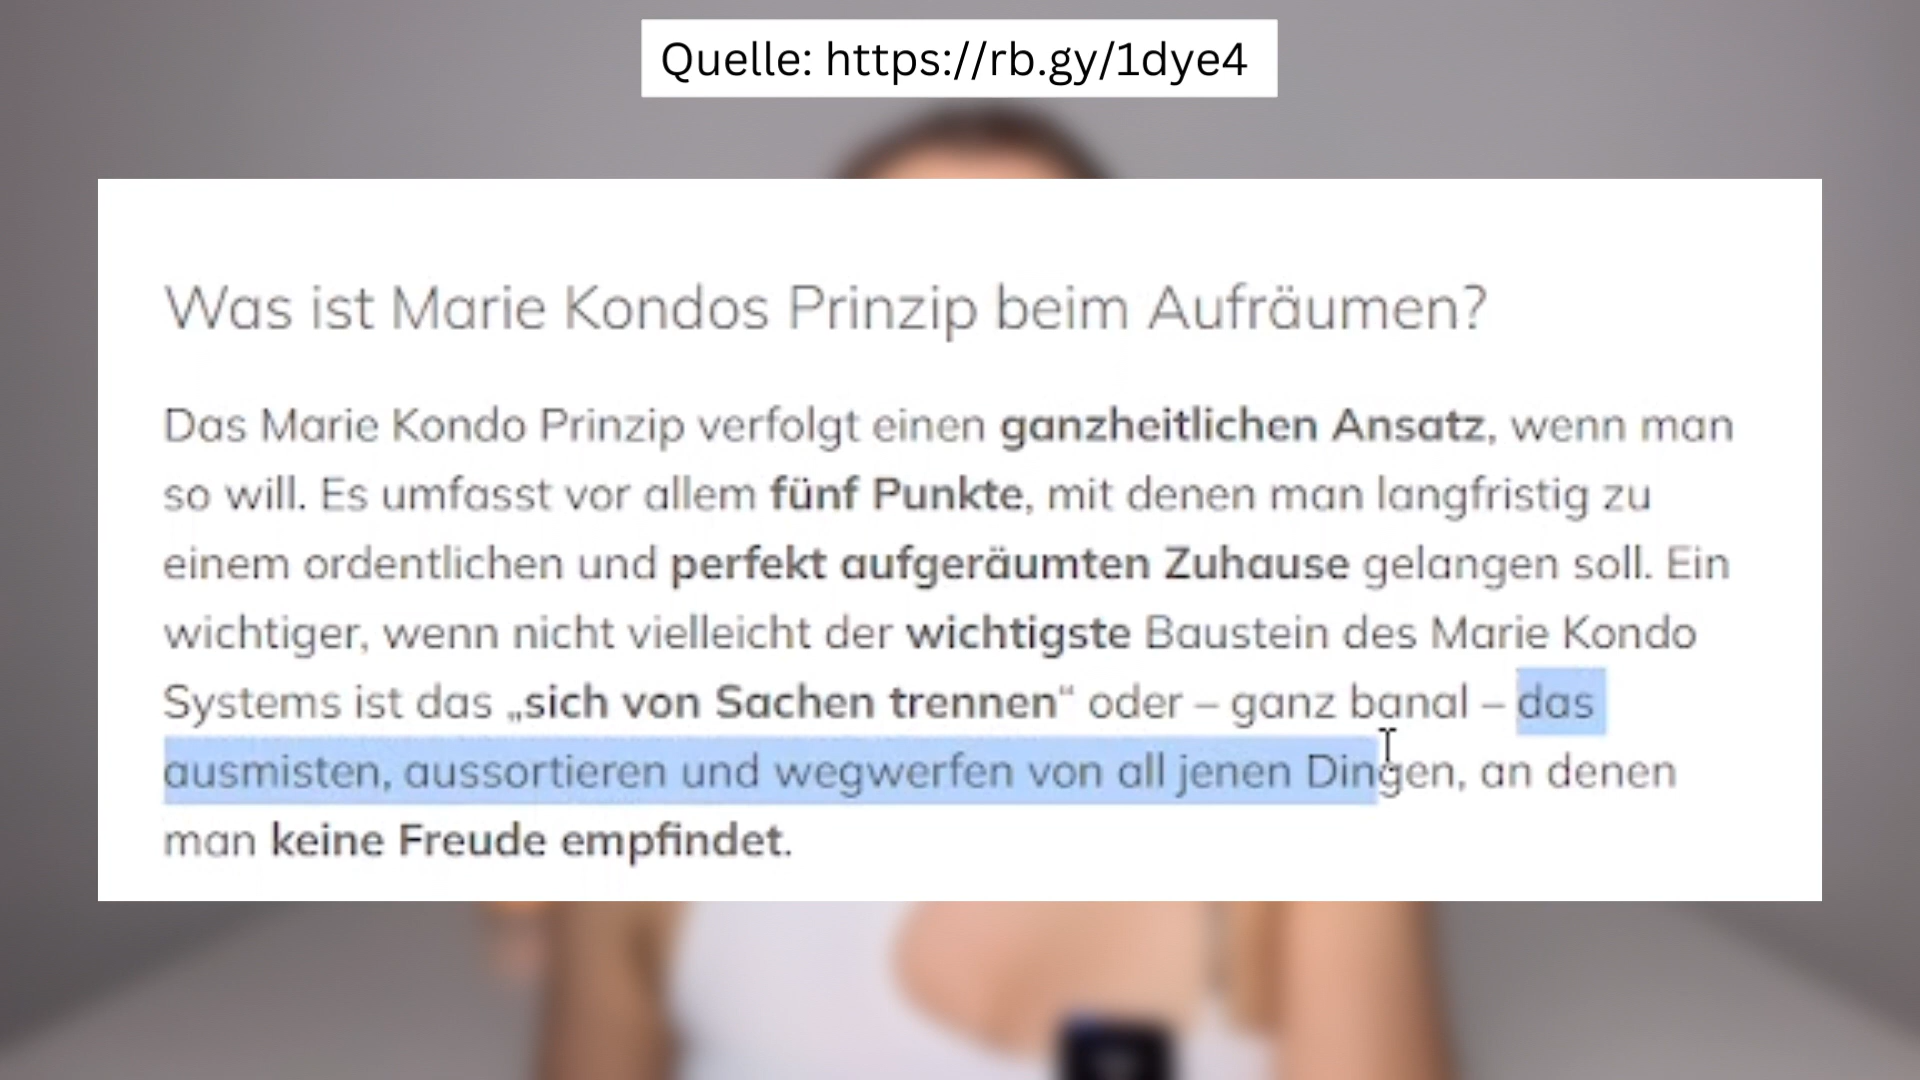 Quelle: https://rb.gy/1dye4
Was ist Marie Kondos Prinzip beim Aufräumen?
Das Marie Kondo Prinzip verfolgt einen ganzheitlichen Ansatz, wenn man
so will. Es umfasst vor allem fünf Punkte, mit denen man langfristig zu
einem ordentlichen und perfekt aufgeräumten Zuhause gelangen soll. Ein
wichtiger, wenn nicht vielleicht der wichtigste Baustein des Marie Kondo
Systems ist das „sich von Sachen trennen“ oder – ganz banal – das
ausmisten, aussortieren und wegwerfen von all jenen Dingen, an denen
man keine Freude empfindet.